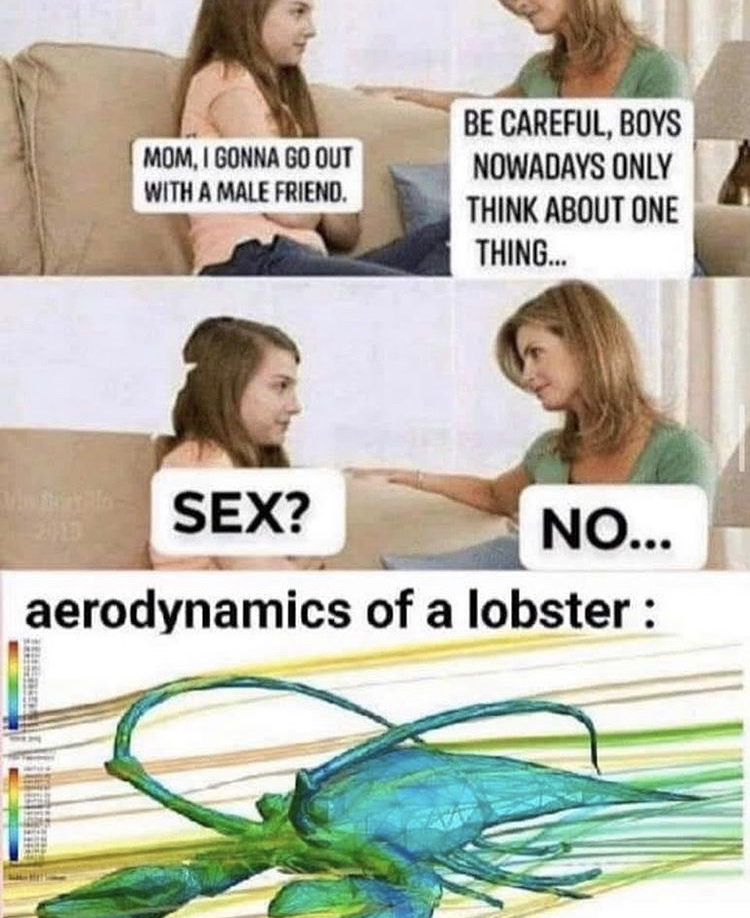 MOM, I GONNA GO OUT
WITH A MALE FRIEND.
BE CAREFUL, BOYS
NOWADAYS ONLY
THINK ABOUT ONE
THING...
SEX?
NO...
aerodynamics of a lobster :